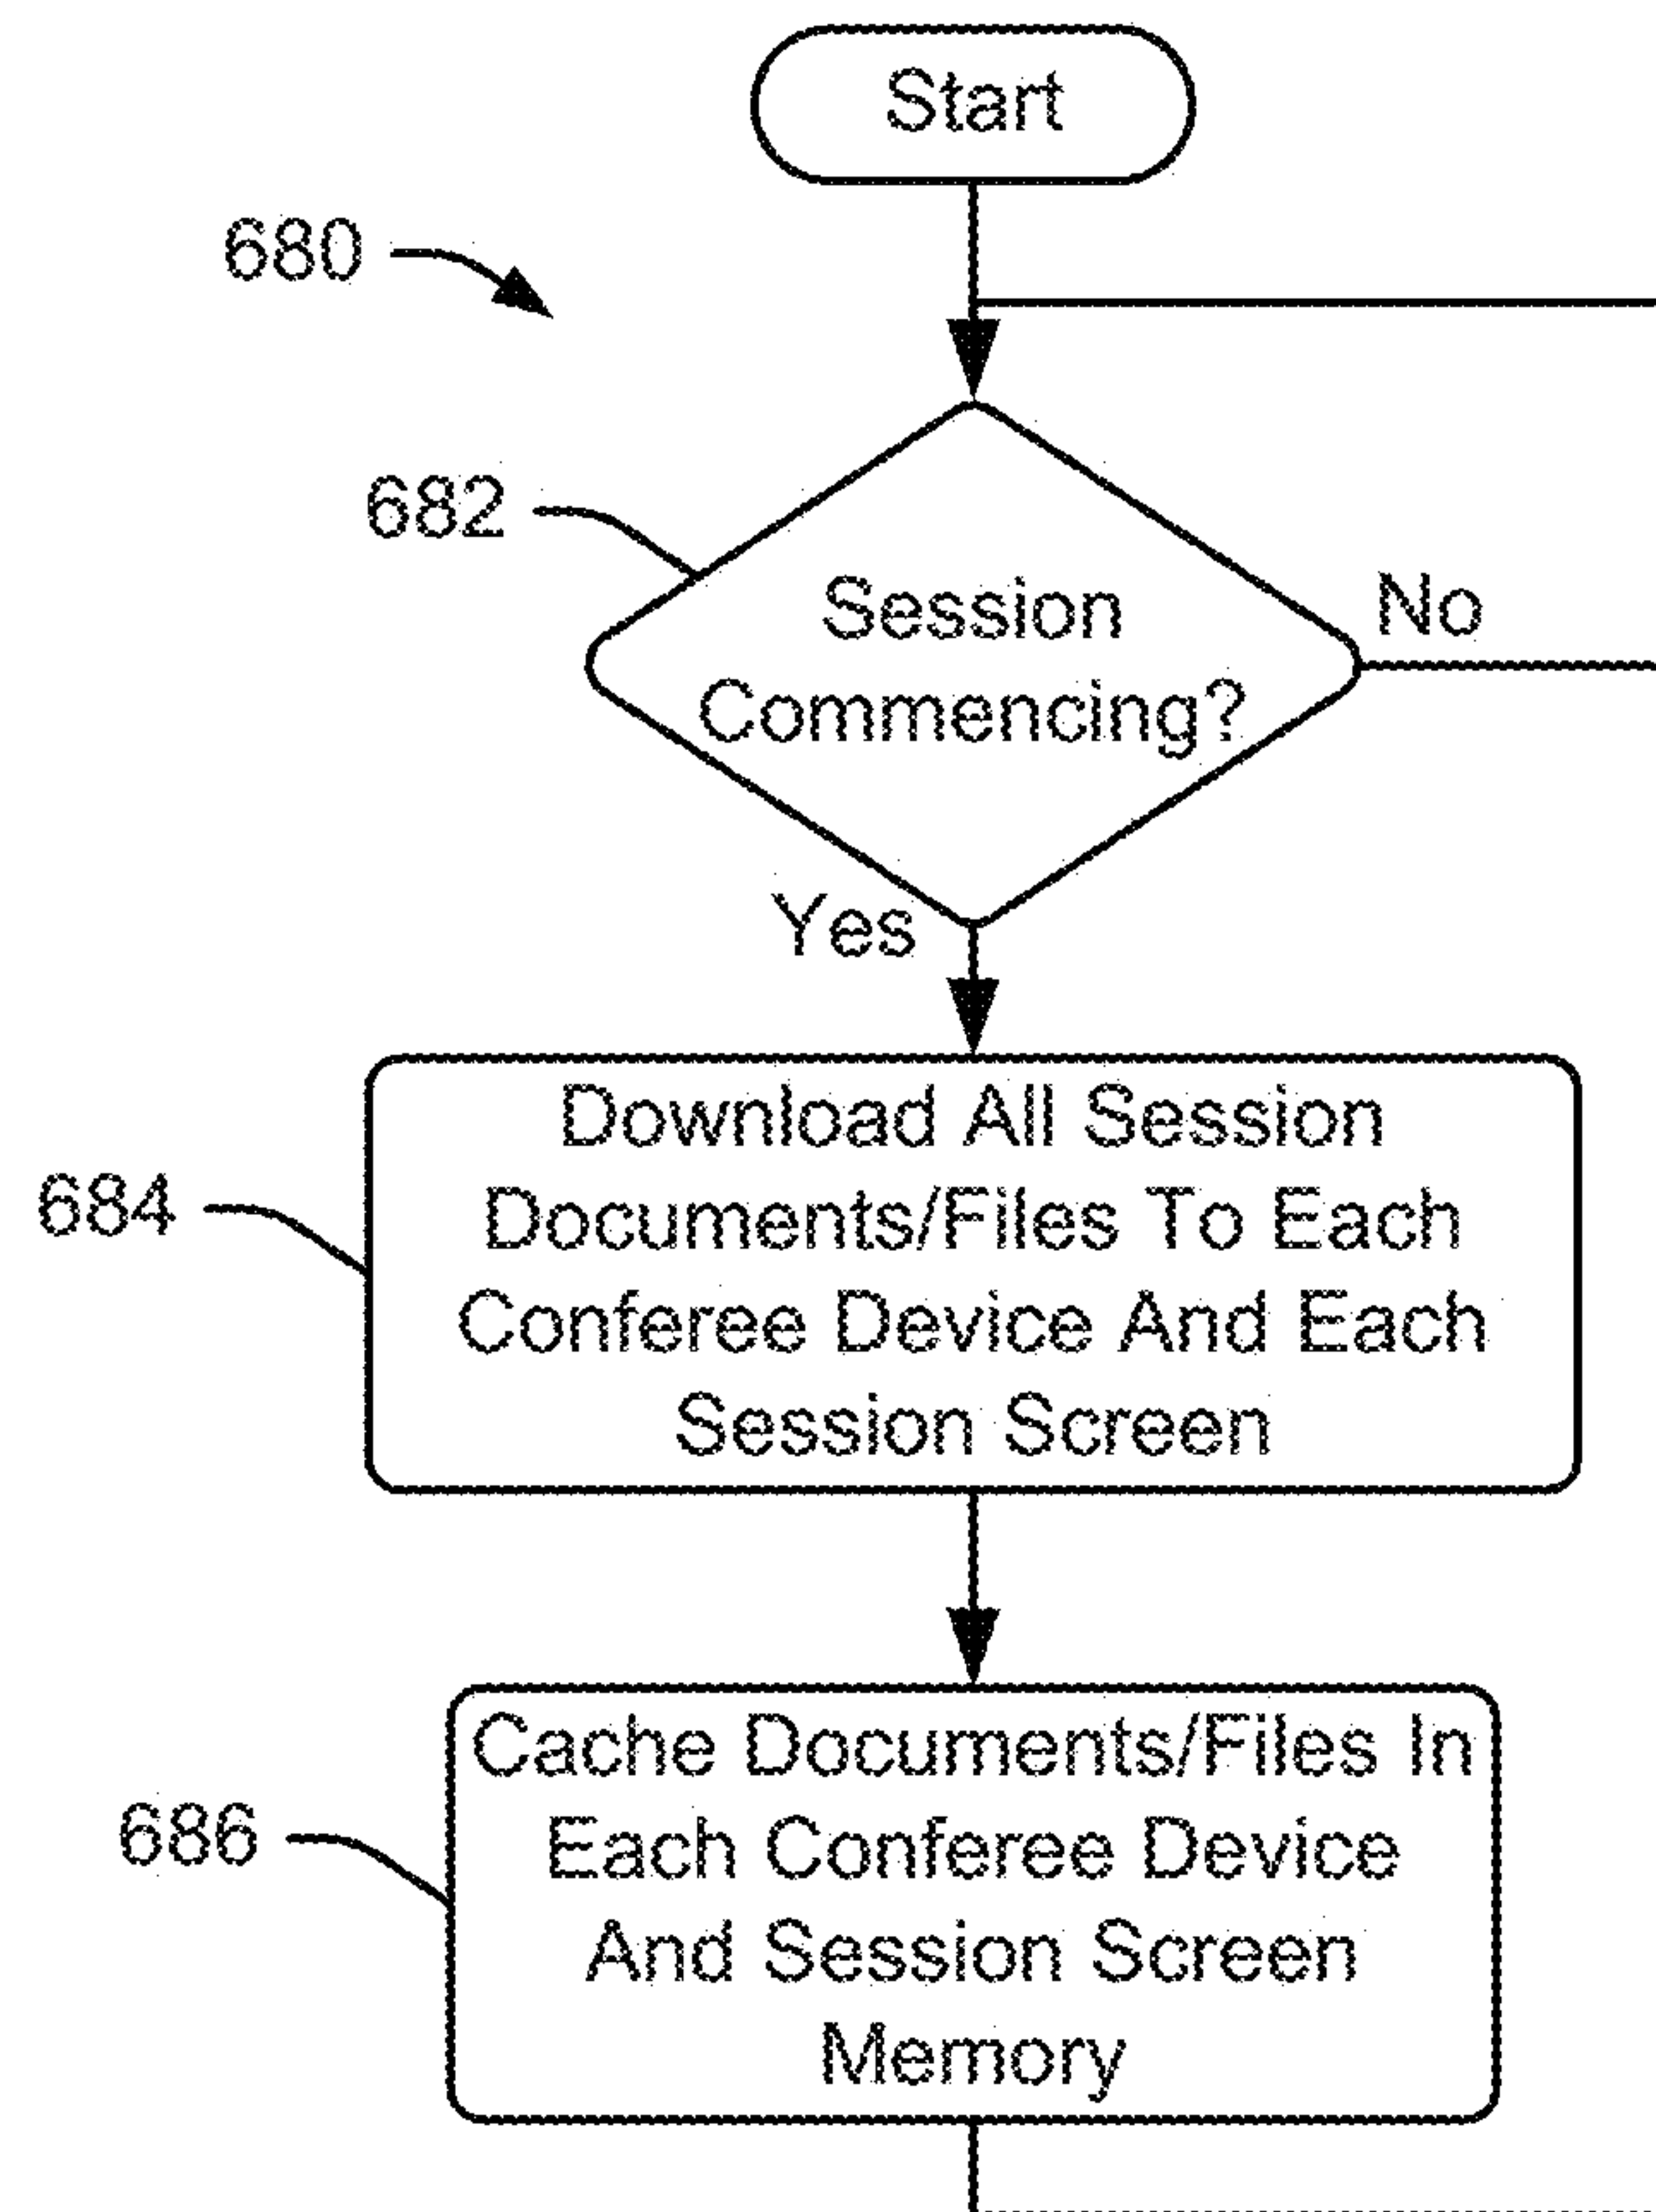 Start
680
682
Session
Commencing?
No
Yes
684
Download All Session
Documents/Files To Each
Conferee Device And Each
Session Screen
686
Cache Documents/Files In
Each Conferee Device
And Session Screen
Memory